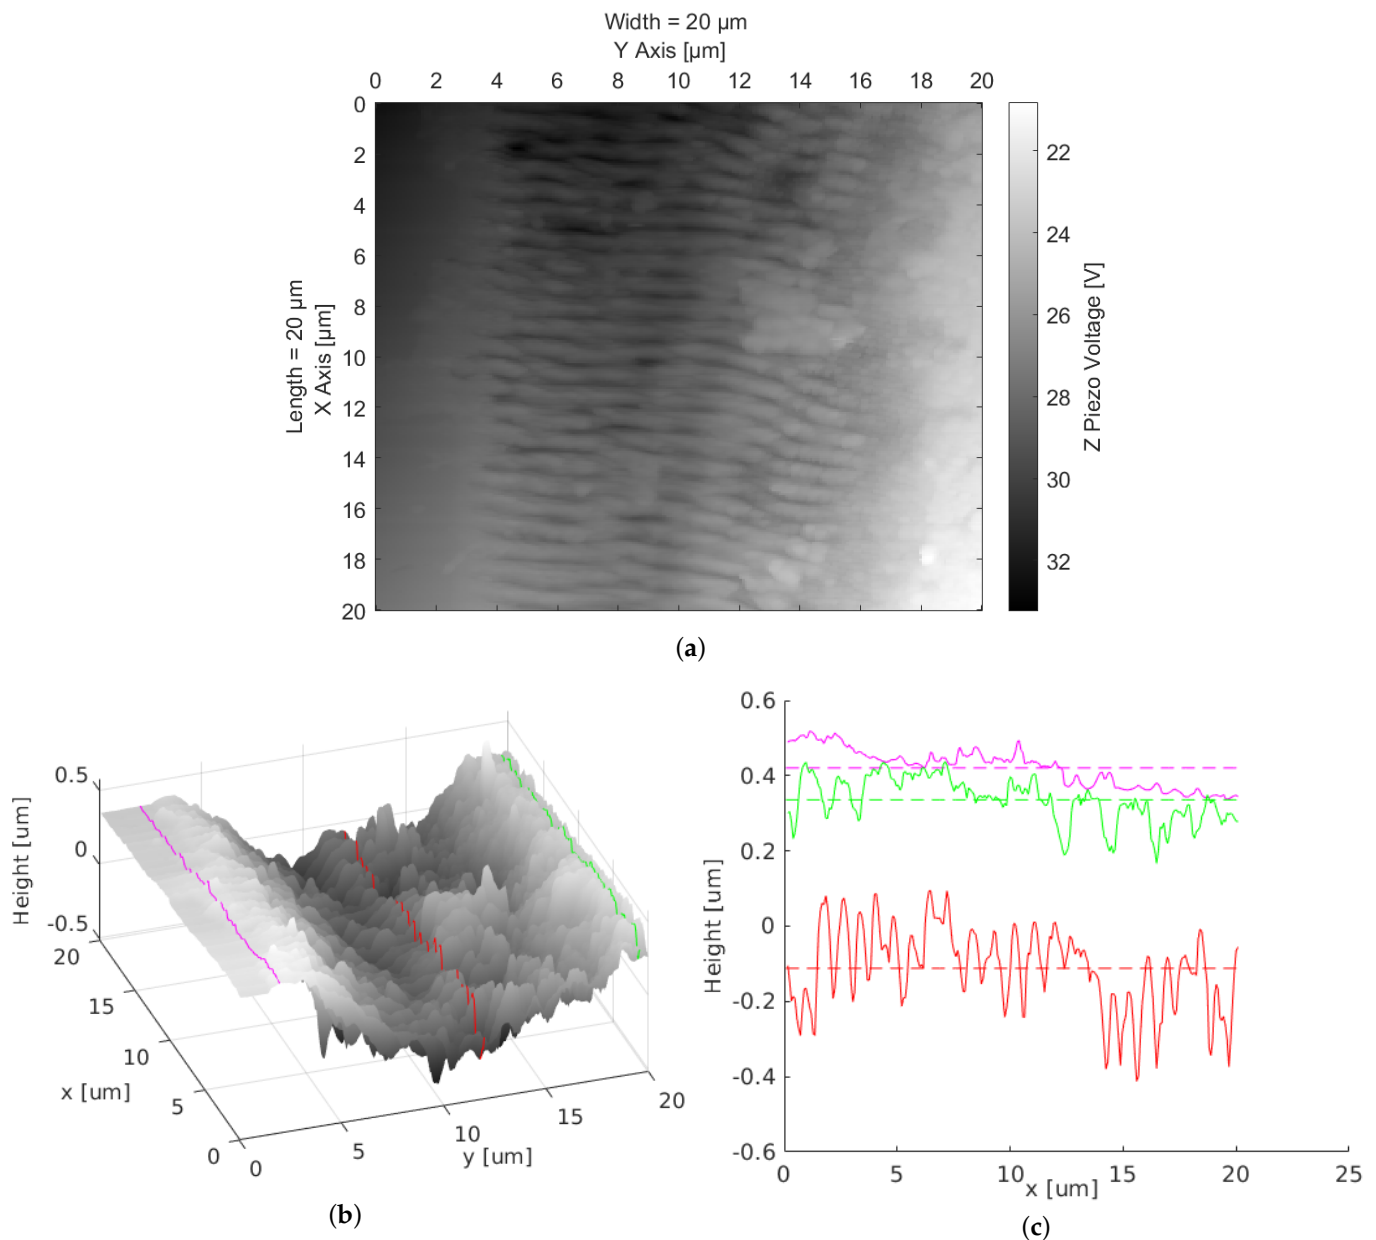 Width = 20 µm
Y Axis [µm]
0 2 4 6 8 10 12 14 16 18 20
Length = 20 µm
X Axis [µm]
0
2
4
6
8
10
12
14
16
18
20
22
24
26
28
30
32
Z Piezo Voltage [V]
(a)
0.5
0
-0.5
Height [um]
20
15
10
5
0
x [um]
0
5
10
15
20
y [um]
(b)
0.6
0.4
0.2
0
-0.2
-0.4
-0.6
Height [um]
0 5 10 15 20 25
x [um]
(c)